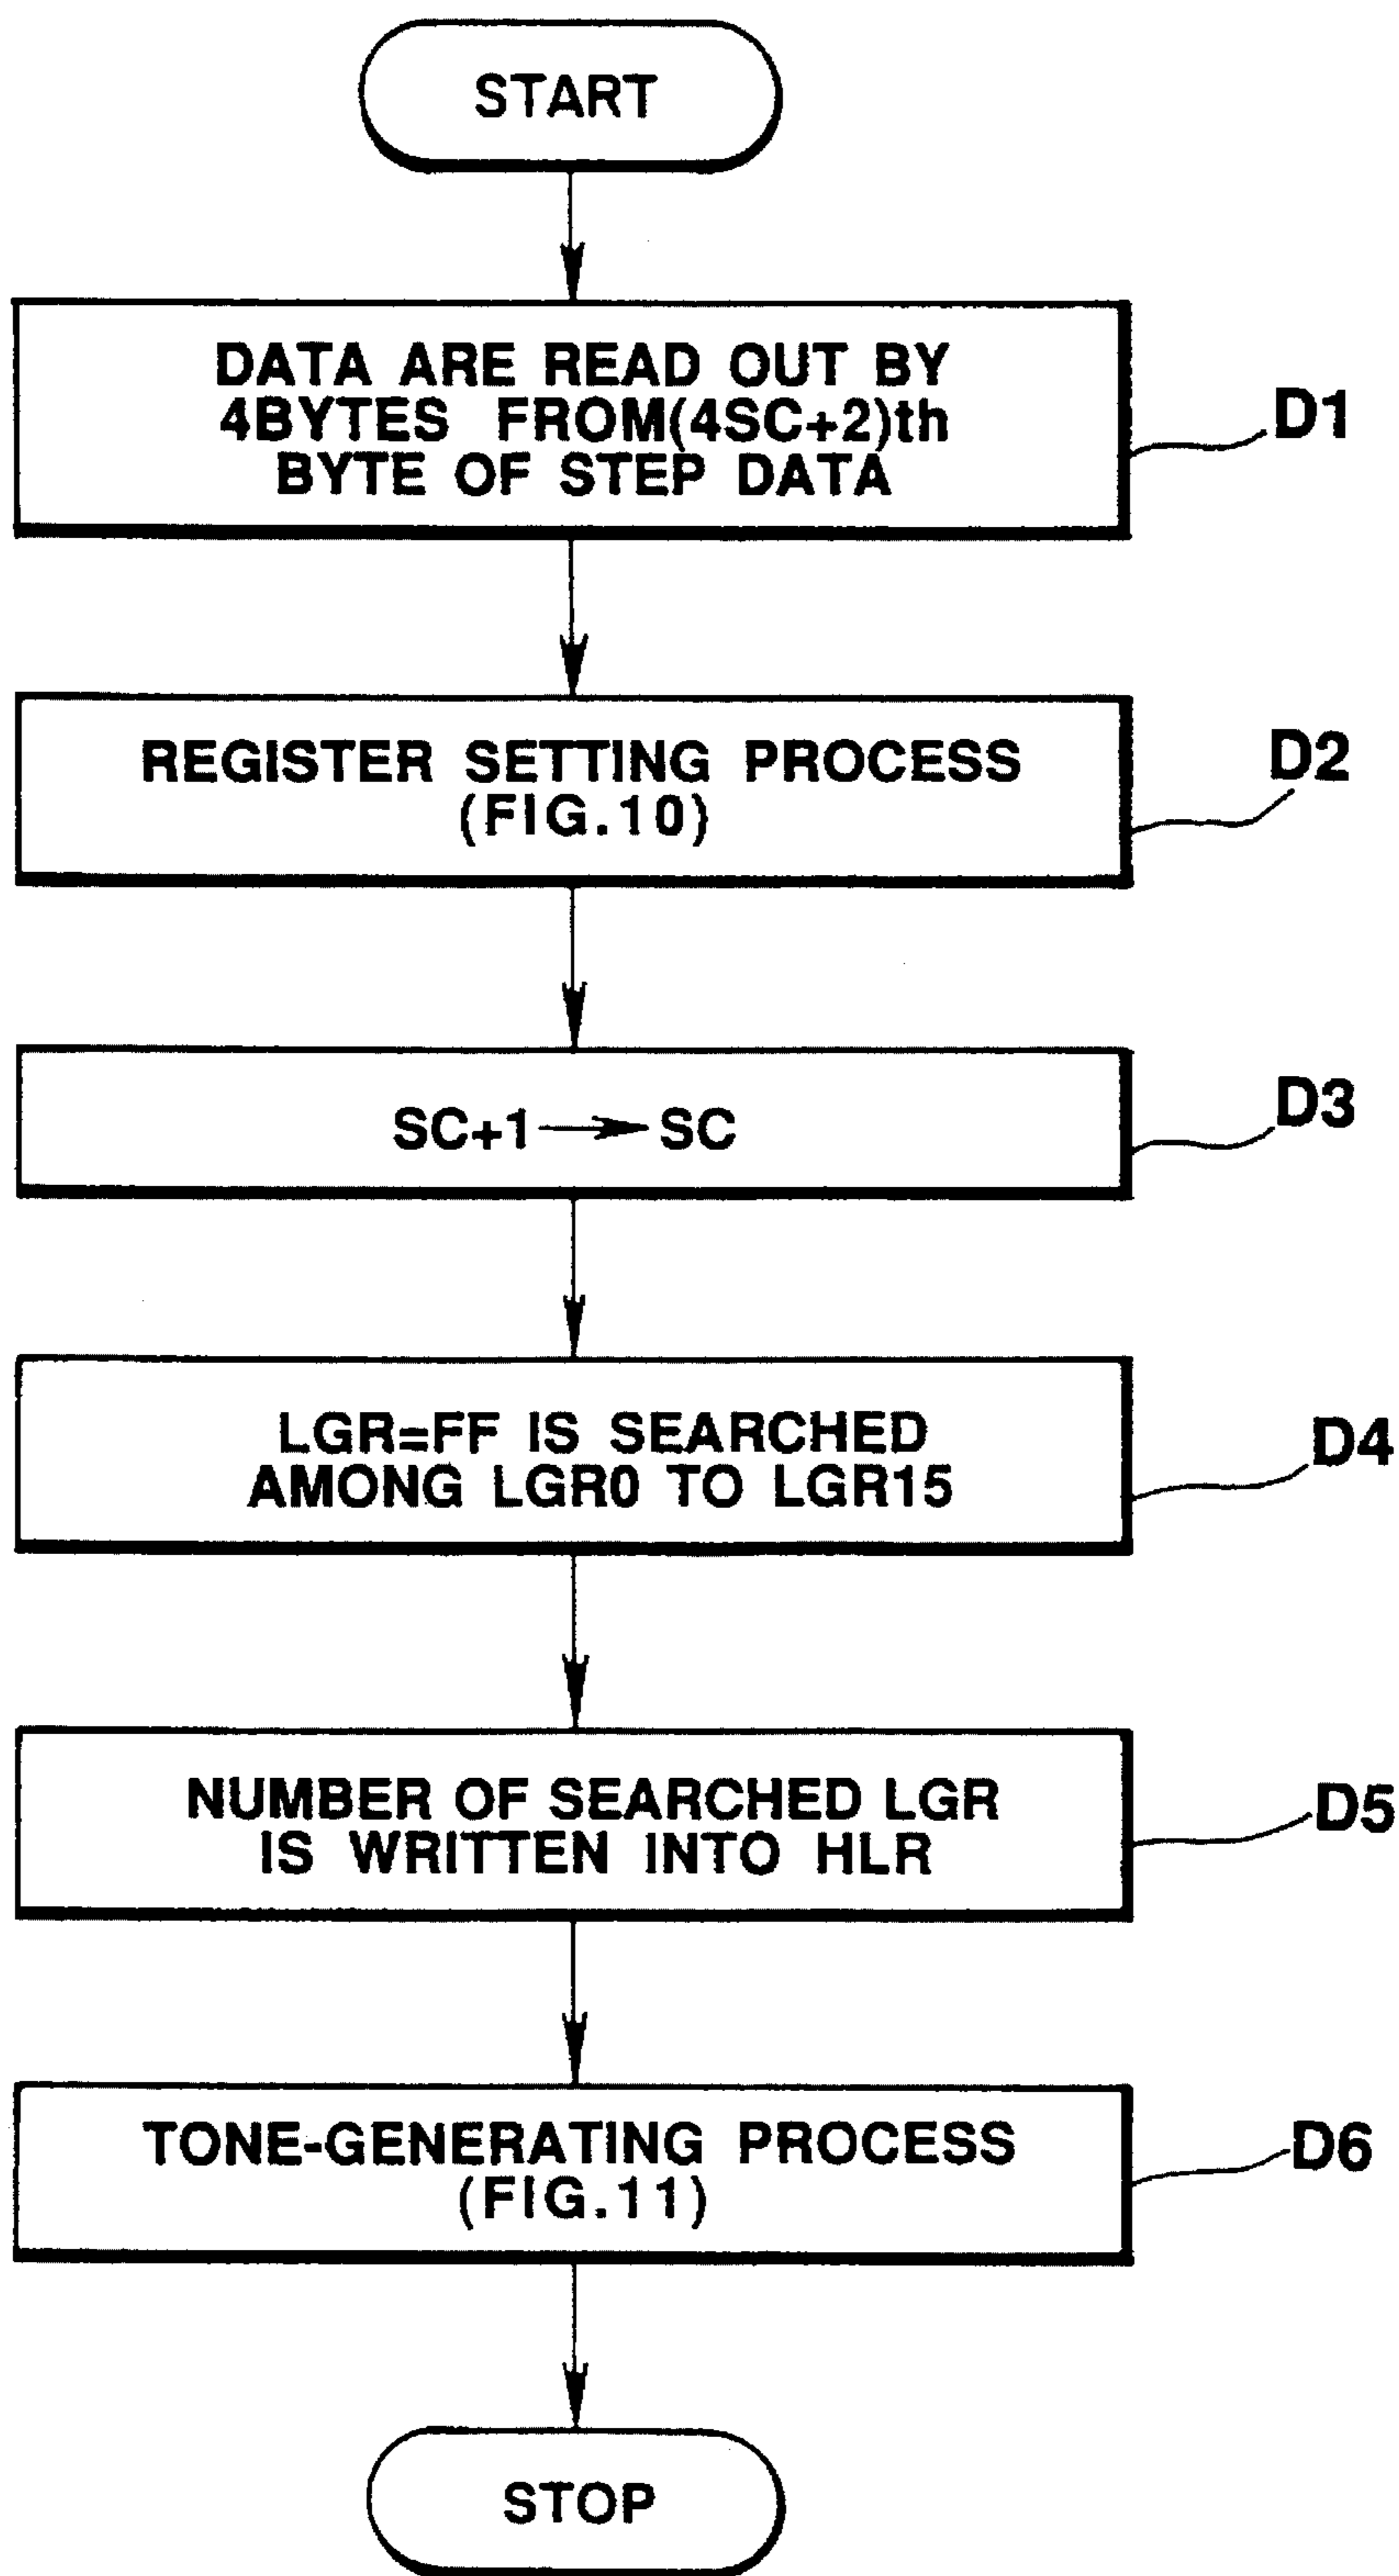 START
DATA ARE READ OUT BY
4BYTES FROM(4SC+2)th
BYTE OF STEP DATA
D1
REGISTER SETTING PROCESS
(FIG.10)
D2
SC+1→SC
D3
LGR=FF IS SEARCHED
AMONG LGR0 TO LGR15
D4
NUMBER OF SEARCHED LGR
IS WRITTEN INTO HLR
D5
TONE-GENERATING PROCESS
(FIG.11)
D6
STOP